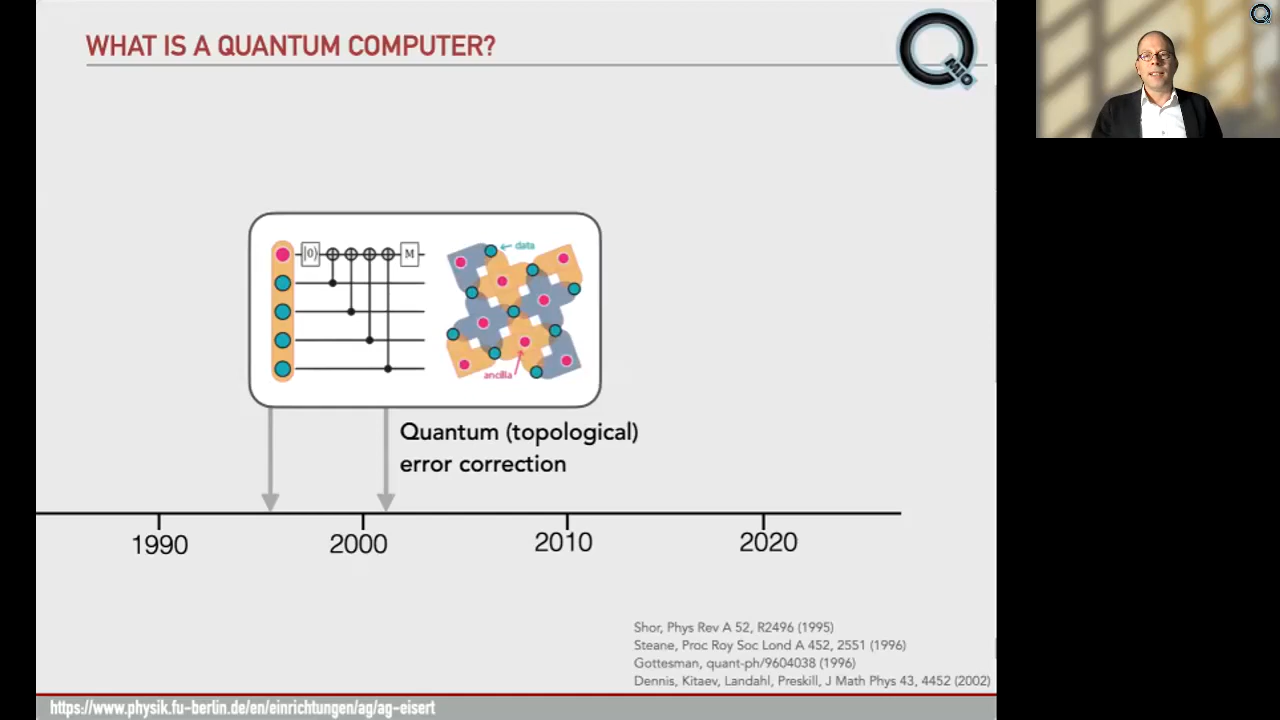 WHAT IS A QUANTUM COMPUTER?
Q MIO
|0⟩
M
data
ancilla
Quantum (topological)
error correction
1990
2000
2010
2020
Shor, Phys Rev A 52, R2496 (1995)
Steane, Proc Roy Soc Lond A 452, 2551 (1996)
Gottesman, quant-ph/9604038 (1996)
Dennis, Kitaev, Landahl, Preskill, J Math Phys 43, 4452 (2002)
https://www.physik.fu-berlin.de/en/einrichtungen/ag/ag-eisert